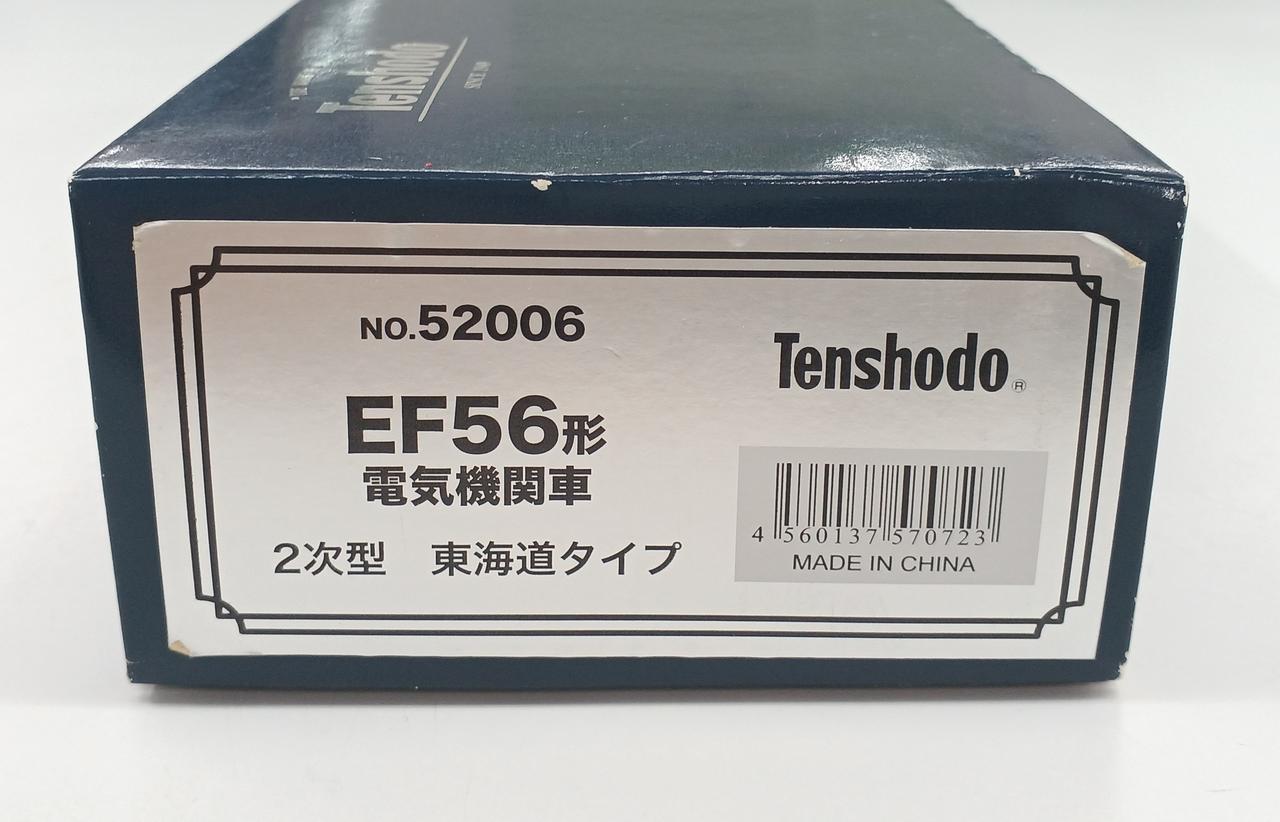 Tenshodo
NO.52006
EF56形
電気機関車
2次型 東海道タイプ
Tenshodo®
4 560137 570723
MADE IN CHINA